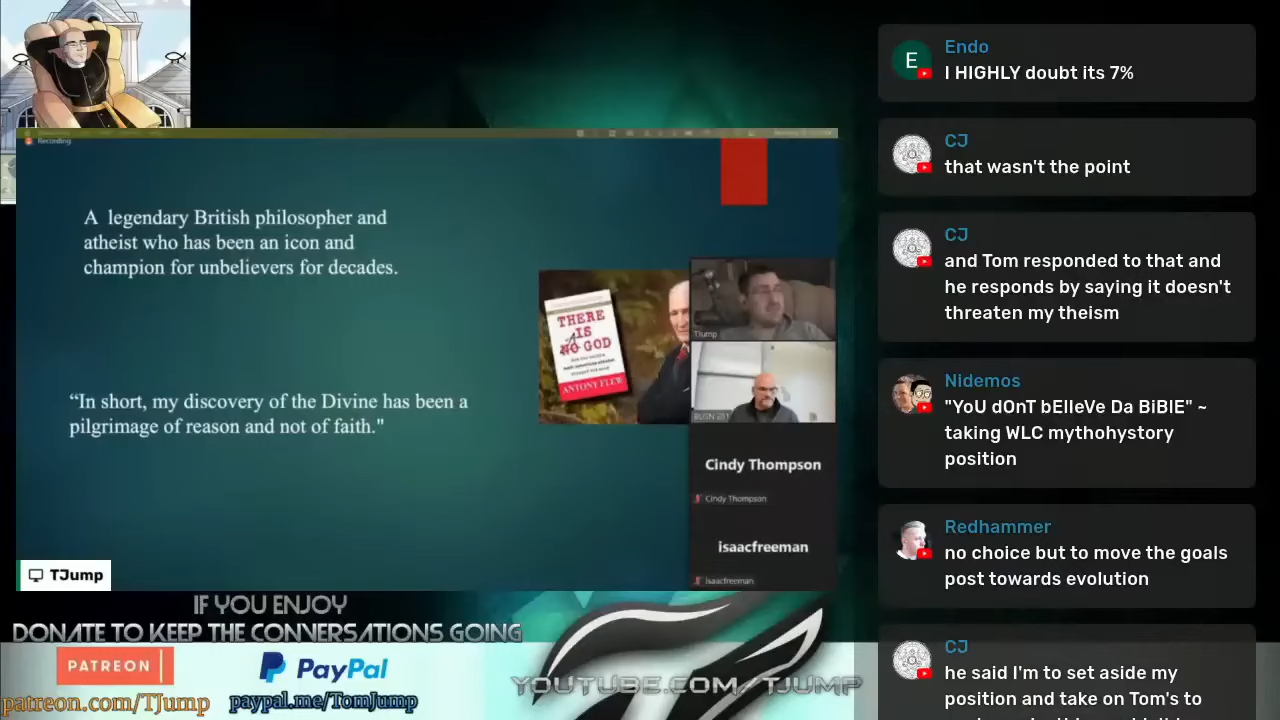 Recording
A legendary British philosopher and
atheist who has been an icon and
champion for unbelievers for decades.
“In short, my discovery of the Divine has been a
pilgrimage of reason and not of faith."
THERE
IS
A
NO GOD
ANTONY FLEW
TJump
BUGN 201
Cindy Thompson
Cindy Thompson
isaacfreeman
isaacfreeman
TJump
IF YOU ENJOY
DONATE TO KEEP THE CONVERSATIONS GOING
PATREON
PayPal
patreon.com/TJump
paypal.me/TomJump
YOUTUBE.COM/TJUMP
E
Endo
I HIGHLY doubt its 7%
CJ
that wasn't the point
CJ
and Tom responded to that and
he responds by saying it doesn't
threaten my theism
Nidemos
"YoU dOnT bElIeVe Da BiBlE" ~
taking WLC mythohystory
position
Redhammer
no choice but to move the goals
post towards evolution
CJ
he said I'm to set aside my
position and take on Tom's to